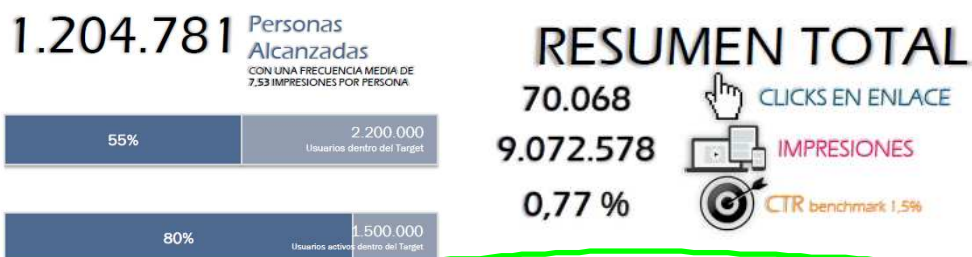 1.204.781
Personas
Alcanzadas
CON UNA FRECUENCIA MEDIA DE
7,53 IMPRESIONES POR PERSONA
55%
2.200.000
Usuarios dentro del Target
80%
1.500.000
Usuarios activos dentro del Target
RESUMEN TOTAL
70.068 CLICKS EN ENLACE
9.072.578 IMPRESIONES
0,77 % CTR benchmark 1,5%